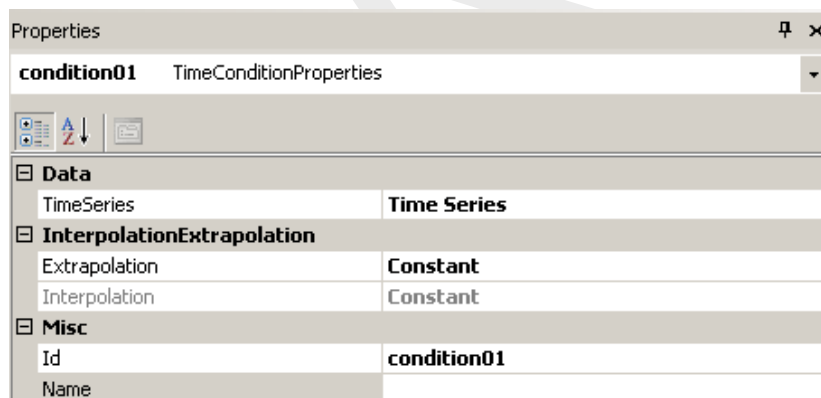 Properties
condition01 TimeConditionProperties
A Z
Data
TimeSeries Time Series
InterpolationExtrapolation
Extrapolation Constant
Interpolation Constant
Misc
Id condition01
Name